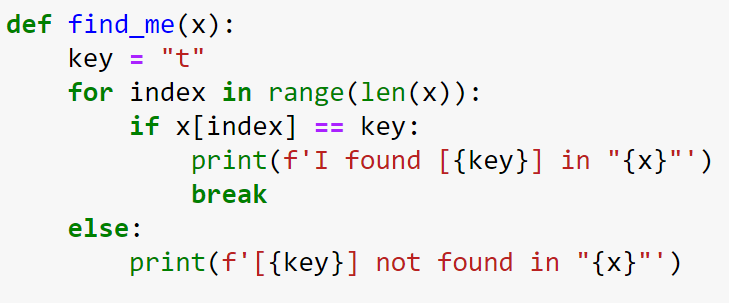 def find_me(x):
    key = "t"
    for index in range(len(x)):
        if x[index] == key:
            print(f'I found [{key}] in "{x}"')
            break
    else:
        print(f'[{key}] not found in "{x}"')